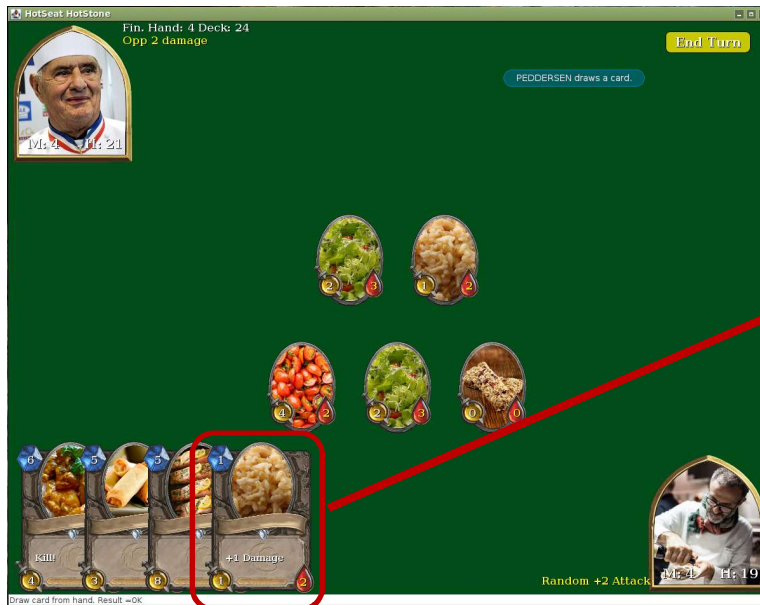 HotSeat HotStone
Fin. Hand: 4 Deck: 24
Opp 2 damage
End Turn
PEDDERSEN draws a card.
M: 4 H: 21
2 3 1 2
4 2 2 3 0 0
6 5 5 1
Kill! +1 Damage
4 3 8 1 2
Random +2 Attack
M: 4 H: 19
Draw card from hand. Result =OK